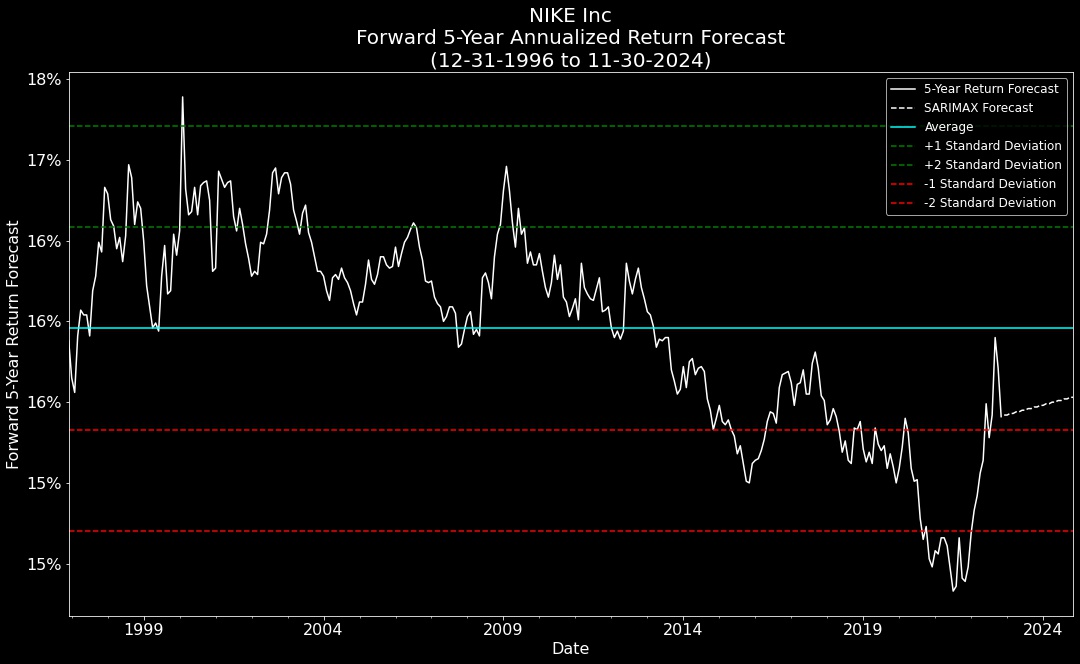 NIKE Inc
Forward 5-Year Annualized Return Forecast
(12-31-1996 to 11-30-2024)
18%
17%
16%
16%
16%
15%
15%
Forward 5-Year Return Forecast
5-Year Return Forecast
SARIMAX Forecast
Average
+1 Standard Deviation
+2 Standard Deviation
-1 Standard Deviation
-2 Standard Deviation
1999
2004
2009
2014
2019
2024
Date